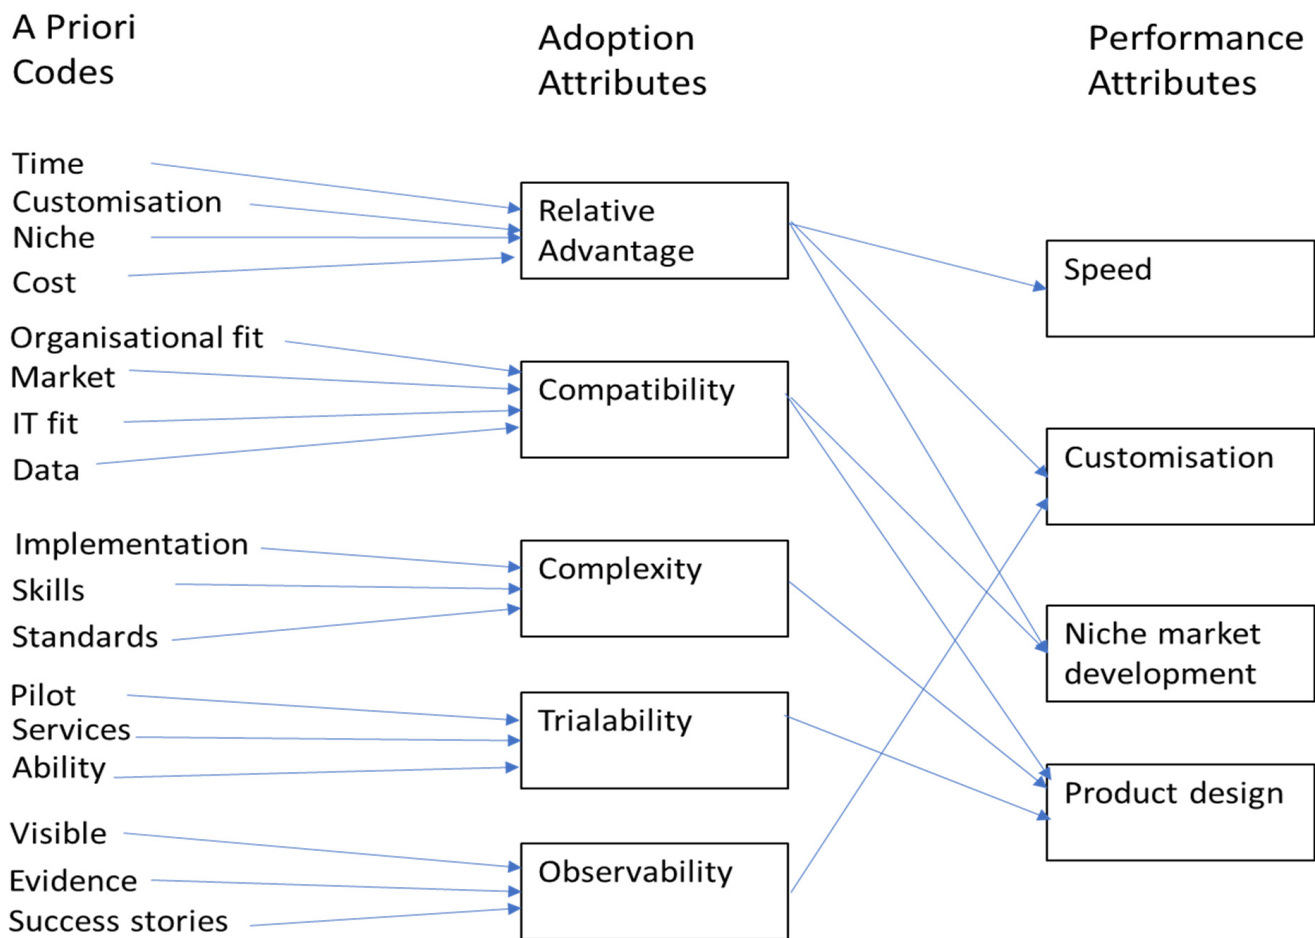 A Priori
Codes
Adoption
Attributes
Performance
Attributes
Time
Customisation
Niche
Cost
Organisational fit
Market
IT fit
Data
Implementation
Skills
Standards
Pilot
Services
Ability
Visible
Evidence
Success stories
Relative
Advantage
Compatibility
Complexity
Trialability
Observability
Speed
Customisation
Niche market
development
Product design